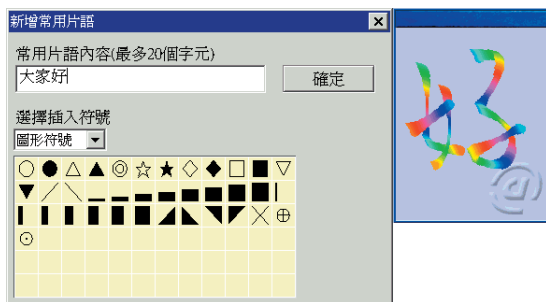 新增常用片語
常用片語內容(最多20個字元)
大家好
確定
選擇插入符號
圖形符號
○ ● △ ▲ ◎ ☆ ★ ◇ ◆ □ ■ ▽
▼ ╱ ╲ ▁ ▂ ▃ ▄ ▅ ▆ ▇ █ ▏
▎ ▍ ▌ ▋ ▊ ▉ ◢ ◣ ◥ ◤ ╳ ⊕
⊙
好
@